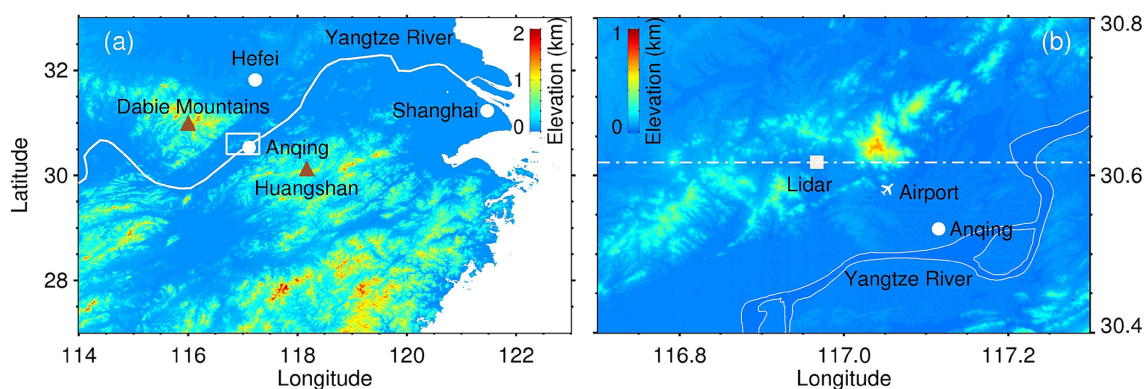 (a)
Yangtze River
Hefei
Dabie Mountains
Shanghai
Anqing
Huangshan
2
1
0
Elevation (km)
32
30
28
Latitude
114
116
118
120
122
Longitude
1
0
Elevation (km)
(b)
Lidar
Airport
Anqing
Yangtze River
30.8
30.6
30.4
116.8
117.0
117.2
Longitude